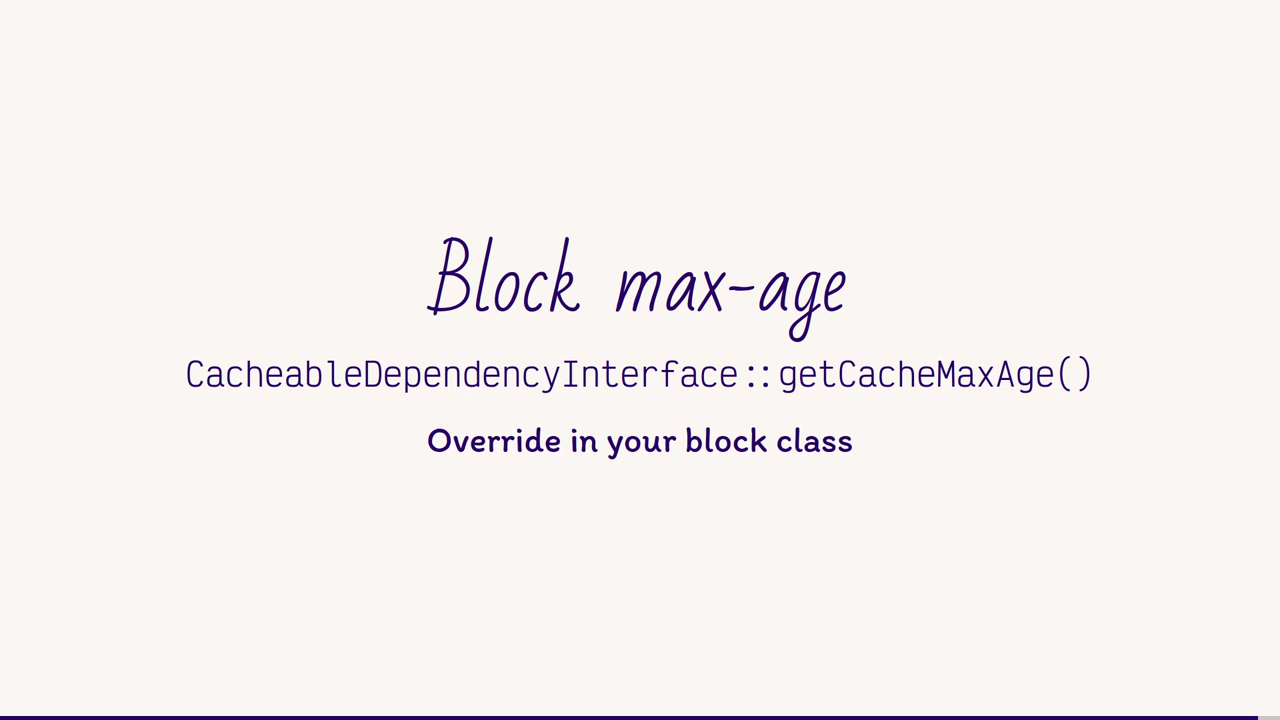 Block max-age
CacheableDependencyInterface::getCacheMaxAge()
Override in your block class